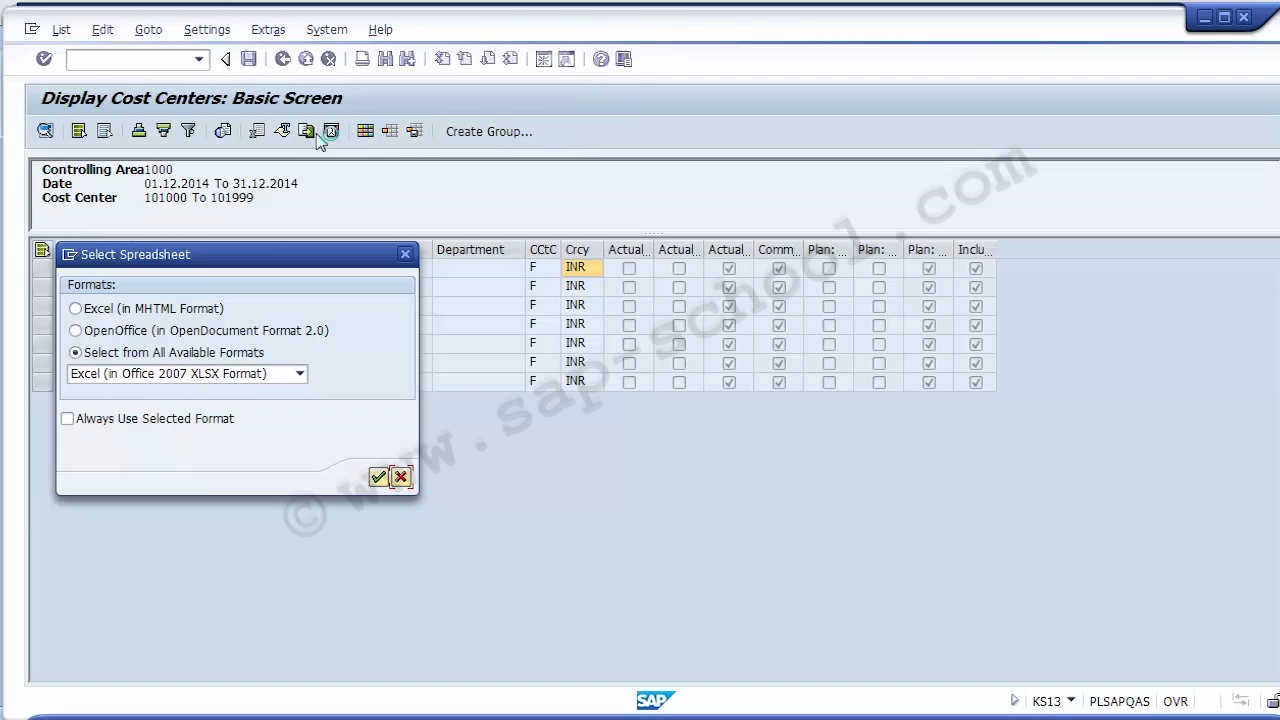 List Edit Goto Settings Extras System Help
Display Cost Centers: Basic Screen
Create Group...
Controlling Area1000
Date 01.12.2014 To 31.12.2014
Cost Center 101000 To 101999
Department CCtC Crcy Actual... Actual... Actual... Comm... Plan: ... Plan: ... Plan: ... Inclu...
F INR
F INR
F INR
F INR
F INR
F INR
F INR
Select Spreadsheet
Formats:
Excel (in MHTML Format)
OpenOffice (in OpenDocument Format 2.0)
Select from All Available Formats
Excel (in Office 2007 XLSX Format)
Always Use Selected Format
© www.sap-school.com
SAP
KS13 PLSAPQAS OVR